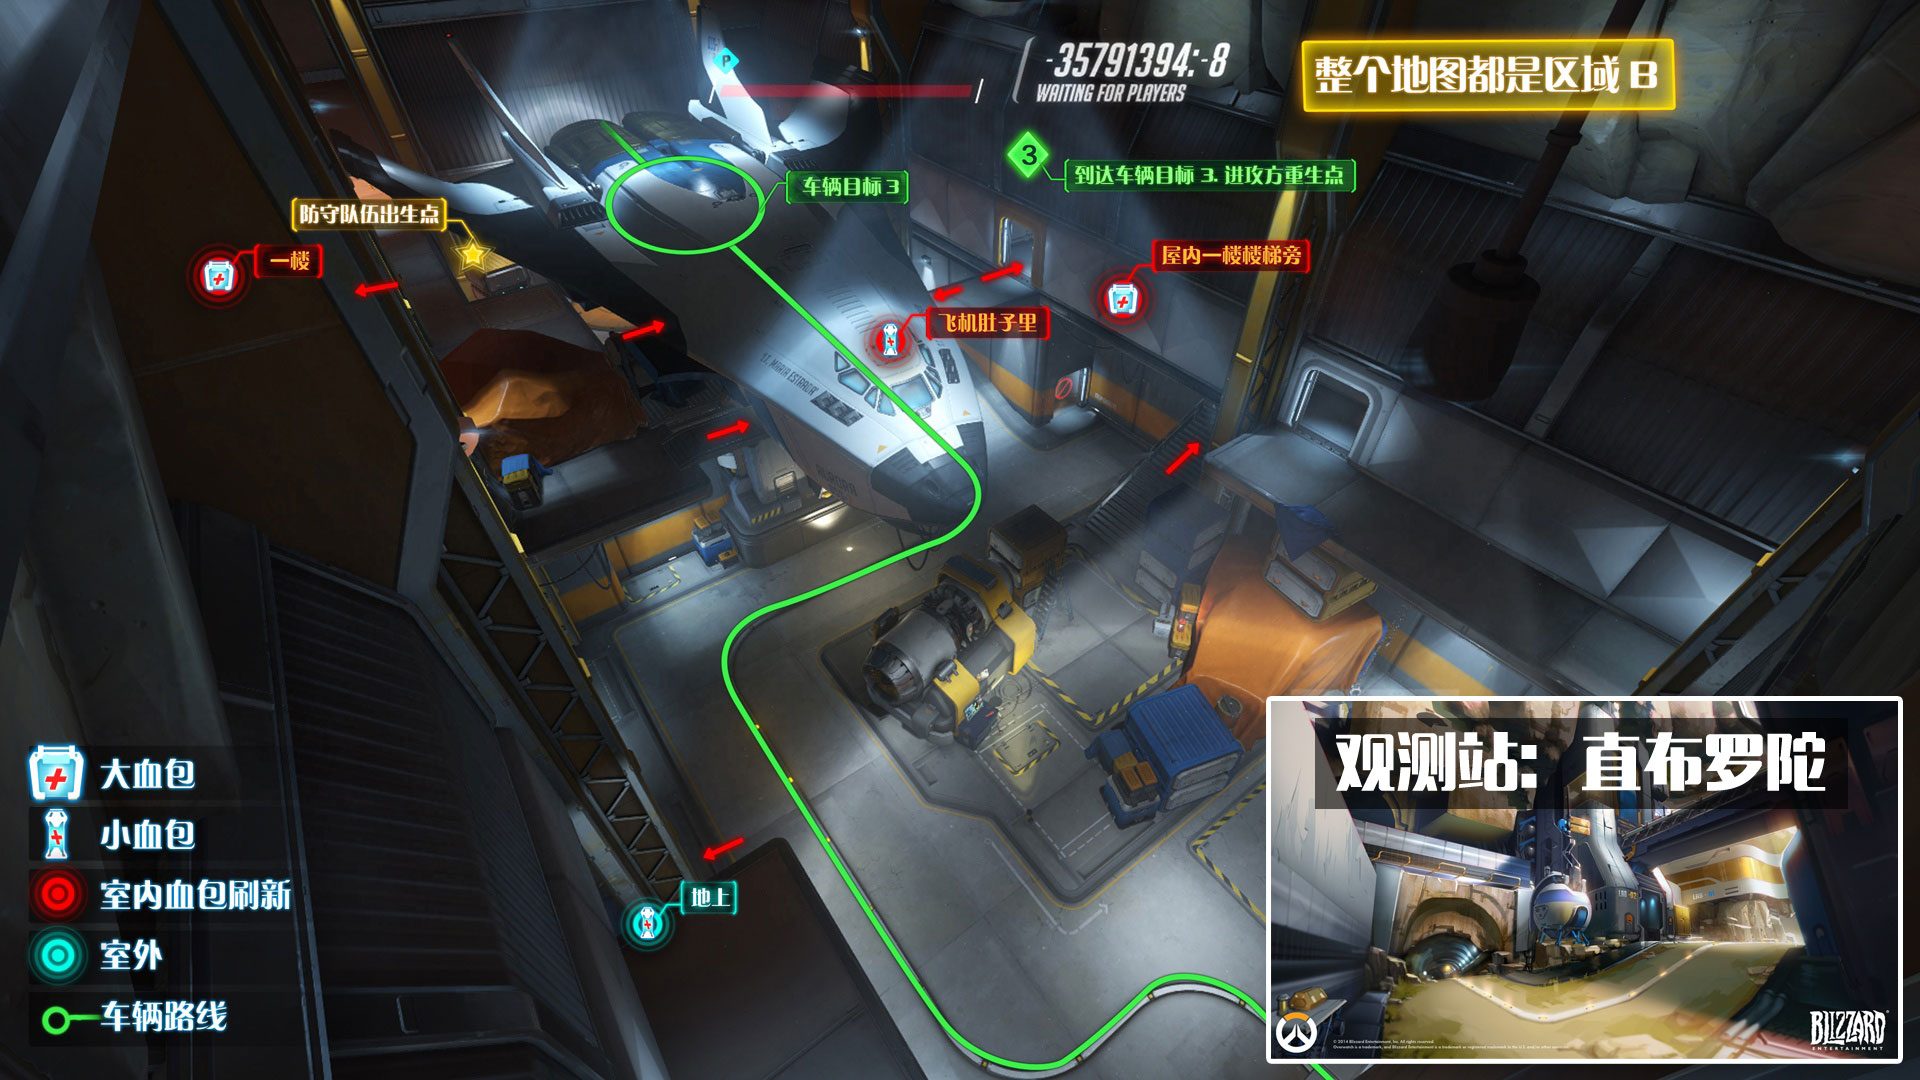 -35791394:-8
WAITING FOR PLAYERS
整个地图都是区域 B
P
3
车辆目标 3
到达车辆目标 3. 进攻方重生点
防守队伍出生点
一楼
屋内一楼楼梯旁
飞机肚子里
地上
大血包
小血包
室内血包刷新
室外
车辆路线
观测站：直布罗陀
BLIZZARD
ENTERTAINMENT